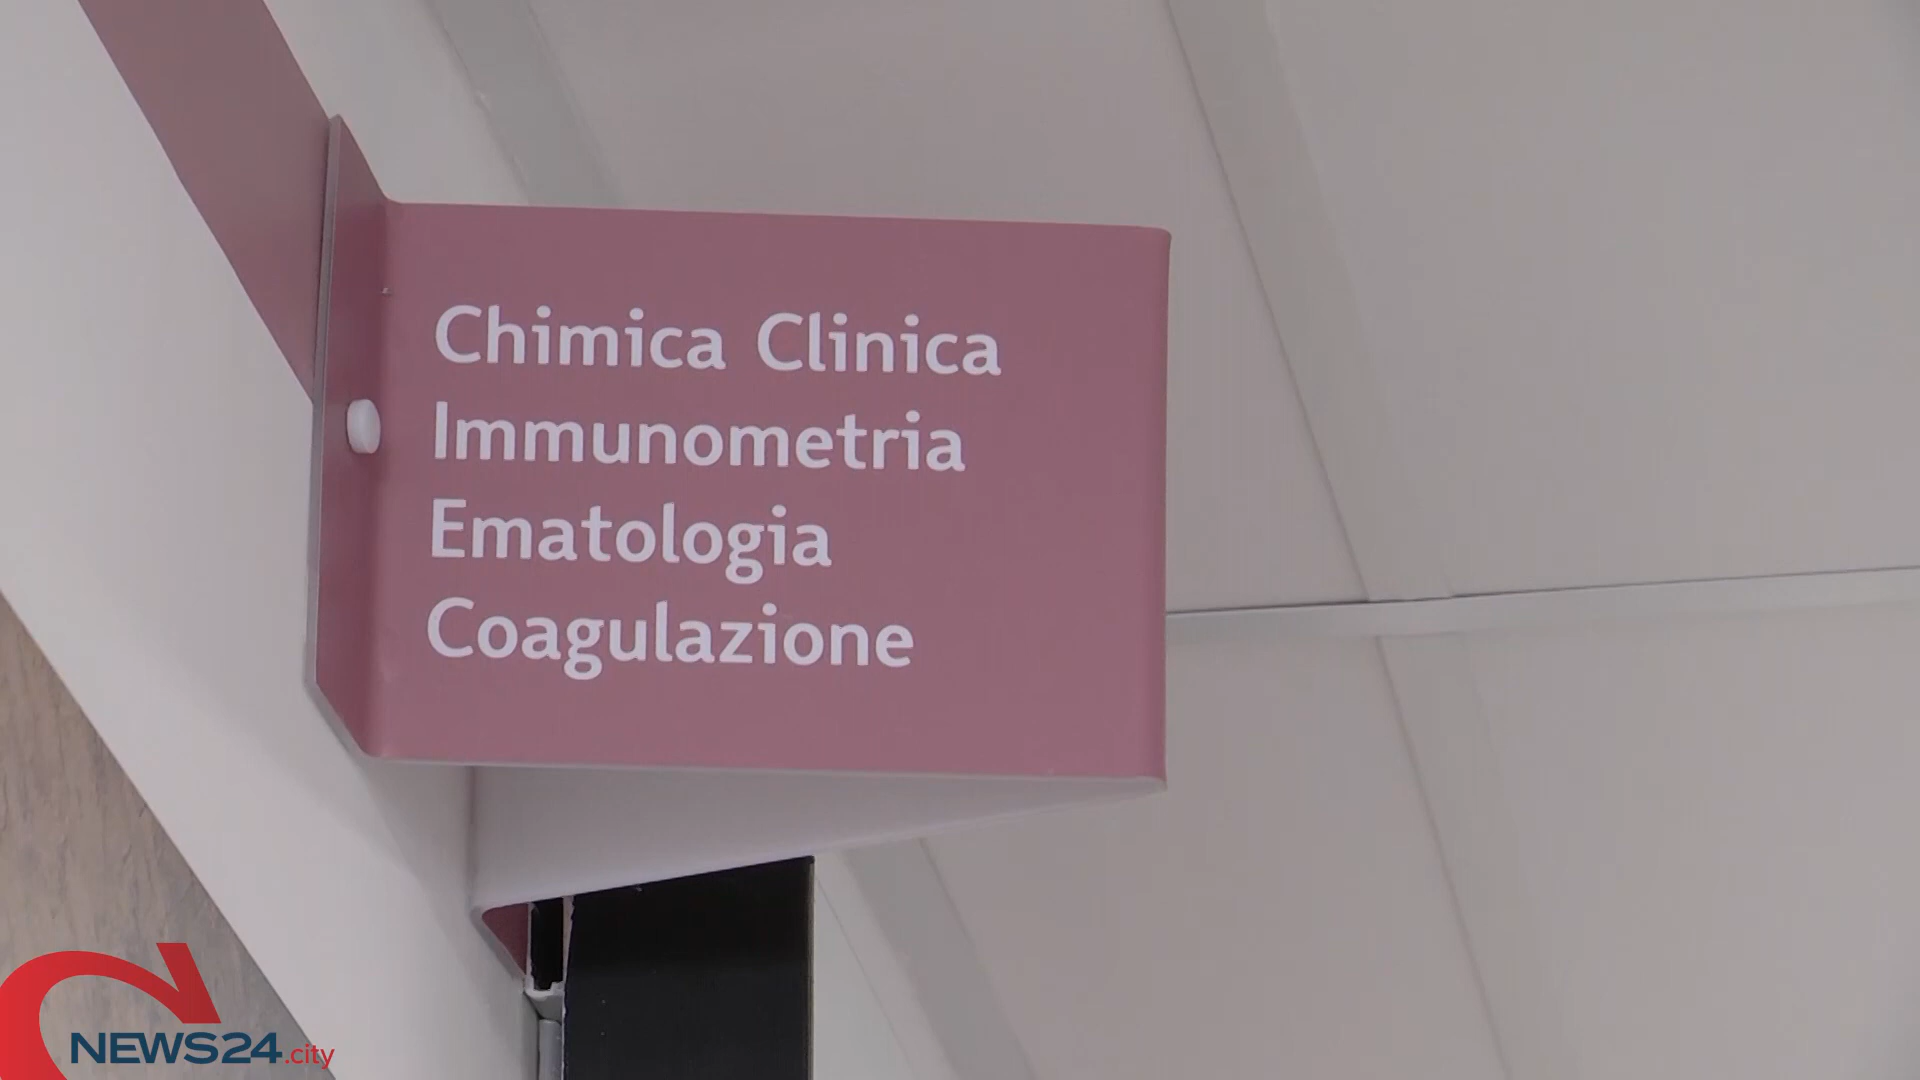 Chimica Clinica
Immunometria
Ematologia
Coagulazione
NEWS24.city